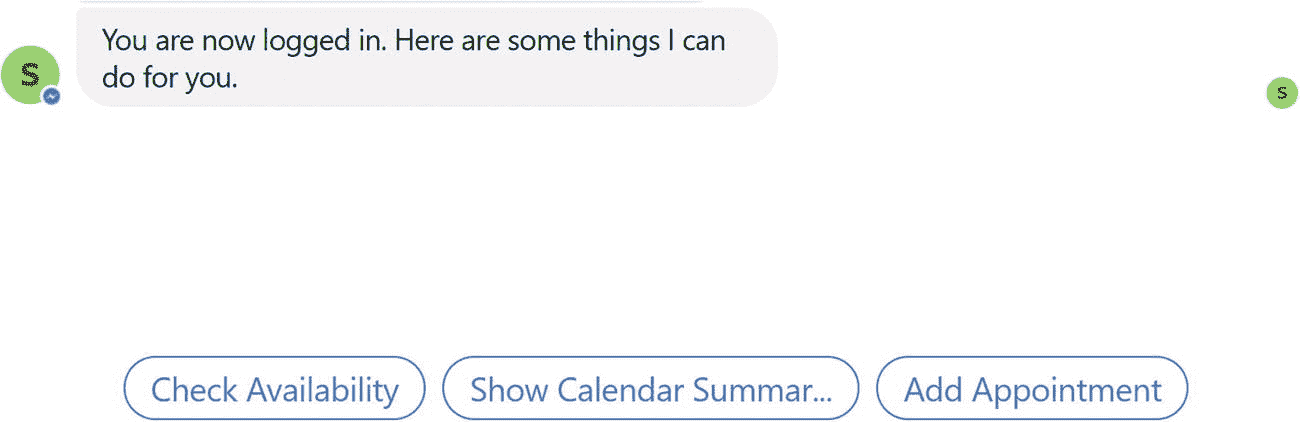 You are now logged in. Here are some things I can
do for you.
S
S
Check Availability
Show Calendar Summar...
Add Appointment